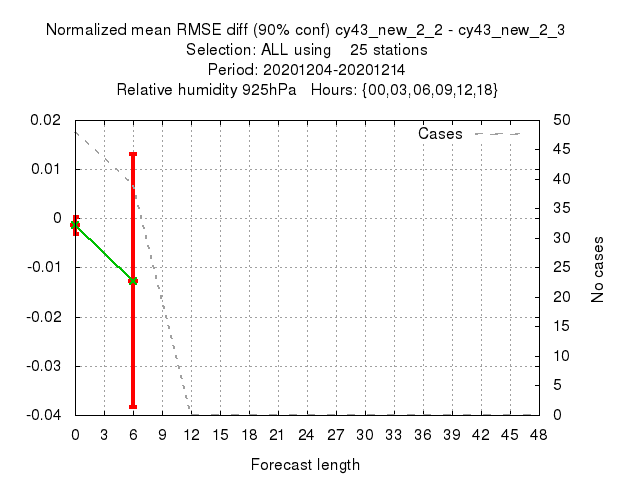 Normalized mean RMSE diff (90% conf) cy43_new_2_2 - cy43_new_2_3
Selection: ALL using    25 stations
Period: 20201204-20201214
Relative humidity 925hPa   Hours: {00,03,06,09,12,18}
Cases
0.02
0.01
0
-0.01
-0.02
-0.03
-0.04
50
45
40
35
30
25
20
15
10
5
0
No cases
0 3 6 9 12 15 18 21 24 27 30 33 36 39 42 45 48
Forecast length